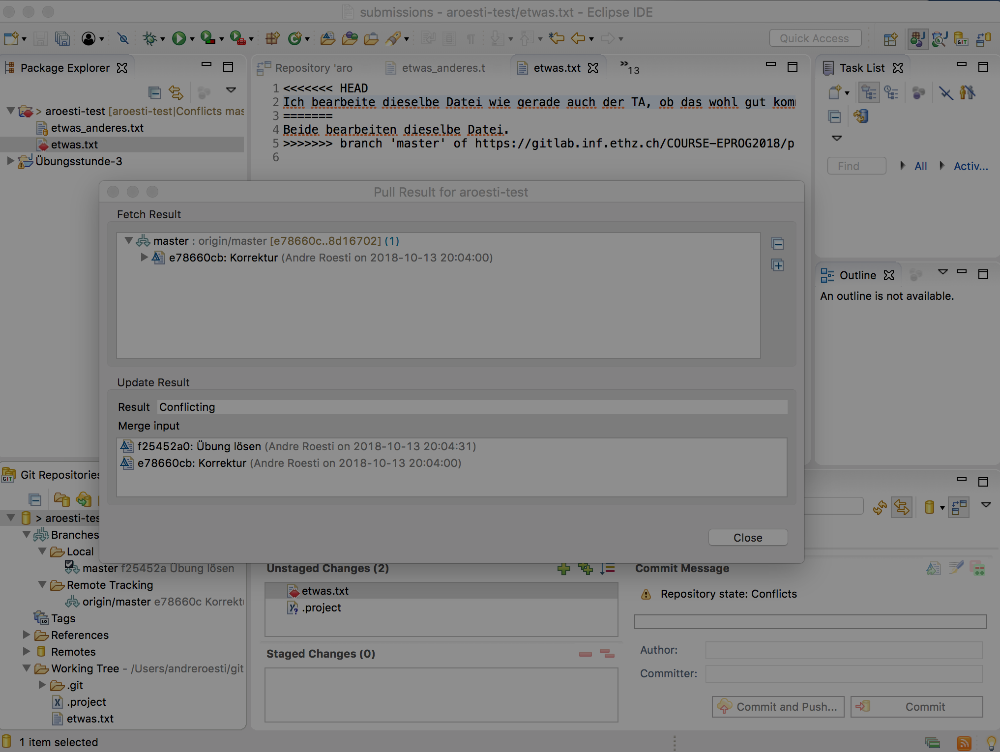 submissions - aroesti-test/etwas.txt - Eclipse IDE
Quick Access
Package Explorer
> aroesti-test [aroesti-test|Conflicts mas
etwas_anderes.txt
etwas.txt
Übungsstunde-3
Repository 'aro
etwas_anderes.t
etwas.txt
»13
1 <<<<<<< HEAD
2 Ich bearbeite dieselbe Datei wie gerade auch der TA, ob das wohl gut kom
3 =======
4 Beide bearbeiten dieselbe Datei.
5 >>>>>>> branch 'master' of https://gitlab.inf.ethz.ch/COURSE-EPROG2018/p
6
Task List
Find
All
Activ...
Outline
An outline is not available.
Pull Result for aroesti-test
Fetch Result
master : origin/master [e78660c..8d16702] (1)
e78660cb: Korrektur (Andre Roesti on 2018-10-13 20:04:00)
Update Result
Result Conflicting
Merge input
f25452a0: Übung lösen (Andre Roesti on 2018-10-13 20:04:31)
e78660cb: Korrektur (Andre Roesti on 2018-10-13 20:04:00)
Close
GIT
Git Repositories
> aroesti-tes
Branches
Local
master f25452a Übung lösen
Remote Tracking
origin/master e78660c Korrektu
Tags
References
Remotes
Working Tree - /Users/andreroesti/git
.git
.project
etwas.txt
Unstaged Changes (2)
etwas.txt
.project
Staged Changes (0)
Commit Message
Repository state: Conflicts
Author:
Committer:
Commit and Push...
Commit
1 item selected